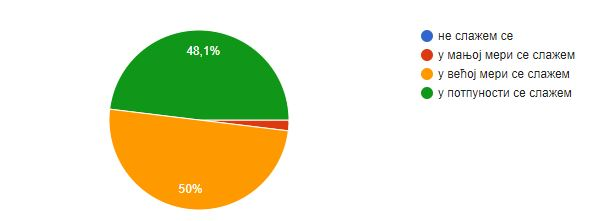 48,1%
50%
не слажем се
у мањој мери се слажем
у већој мери се слажем
у потпуности се слажем